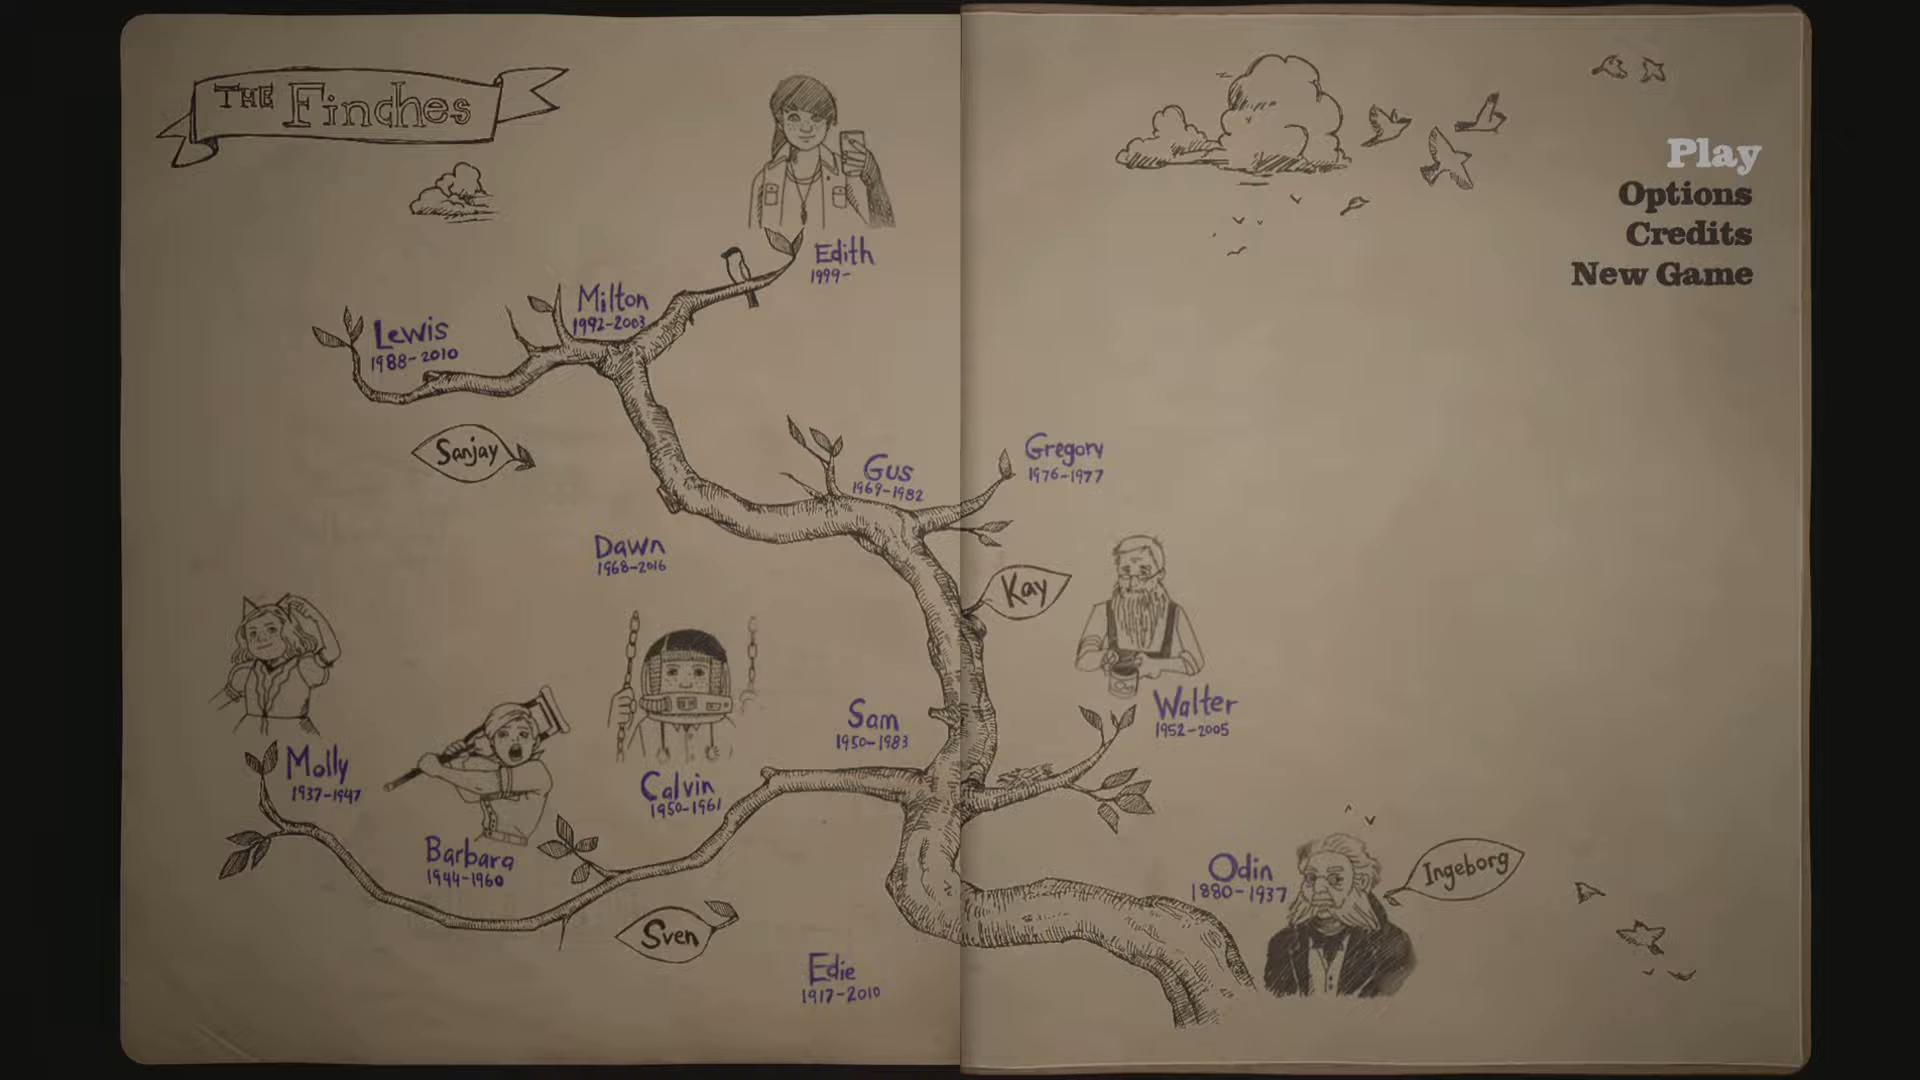 THE Finches
Edith
1999-
Milton
1992-2003
Lewis
1988-2010
Sanjay
Gus
1969-1982
Gregory
1976-1977
Dawn
1968-2016
Kay
Walter
1952-2005
Sam
1950-1983
Molly
1937-1947
Calvin
1950-1961
Barbara
1944-1960
Sven
Odin
1880-1937
Ingeborg
Edie
1917-2010
Play
Options
Credits
New Game